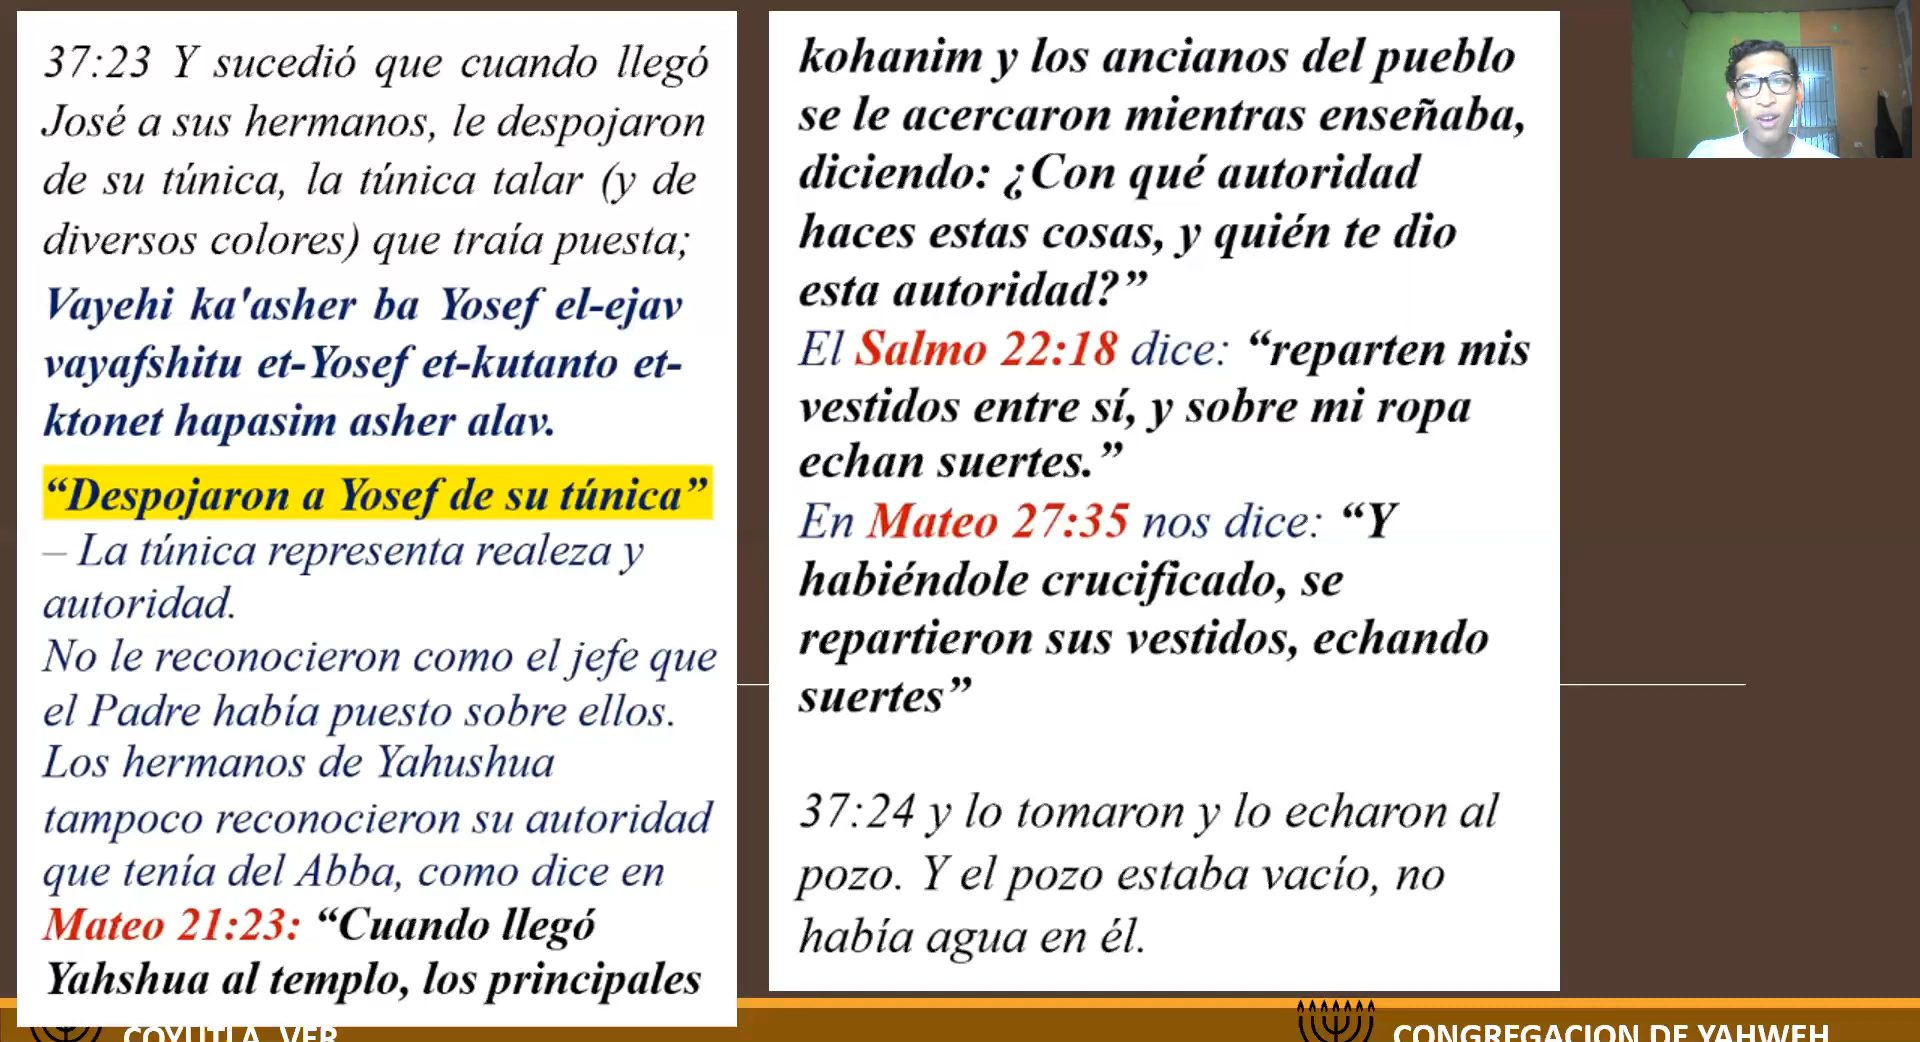 37:23 Y sucedió que cuando llegó
José a sus hermanos, le despojaron
de su túnica, la túnica talar (y de
diversos colores) que traía puesta;
Vayehi ka'asher ba Yosef el-ejav
vayafshitu et-Yosef et-kutanto et-
ktonet hapasim asher alav.
“Despojaron a Yosef de su túnica”
– La túnica representa realeza y
autoridad.
No le reconocieron como el jefe que
el Padre había puesto sobre ellos.
Los hermanos de Yahushua
tampoco reconocieron su autoridad
que tenía del Abba, como dice en
Mateo 21:23: “Cuando llegó
Yahshua al templo, los principales
kohanim y los ancianos del pueblo
se le acercaron mientras enseñaba,
diciendo: ¿Con qué autoridad
haces estas cosas, y quién te dio
esta autoridad?”
El Salmo 22:18 dice: “reparten mis
vestidos entre sí, y sobre mi ropa
echan suertes.”
En Mateo 27:35 nos dice: “Y
habiéndole crucificado, se
repartieron sus vestidos, echando
suertes”
37:24 y lo tomaron y lo echaron al
pozo. Y el pozo estaba vacío, no
había agua en él.
COYUTLA, VER
CONGREGACION DE YAHWEH